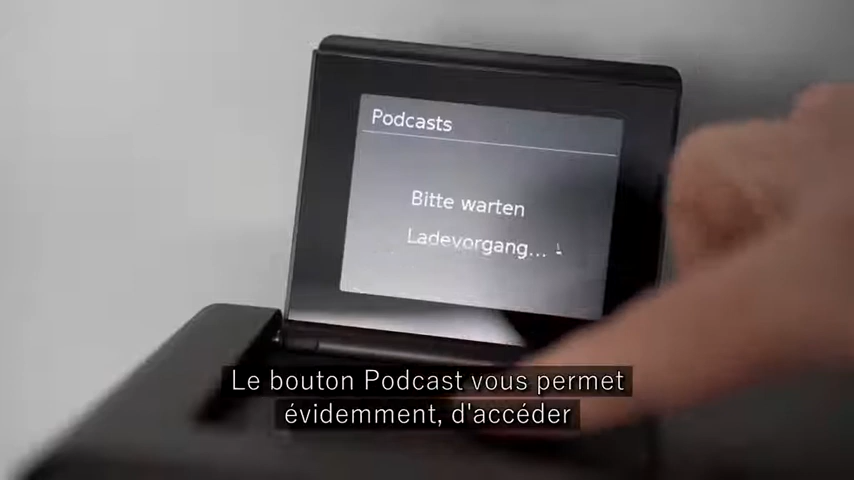 Podcasts
Bitte warten
Ladevorgang...
Le bouton Podcast vous permet
évidemment, d'accéder